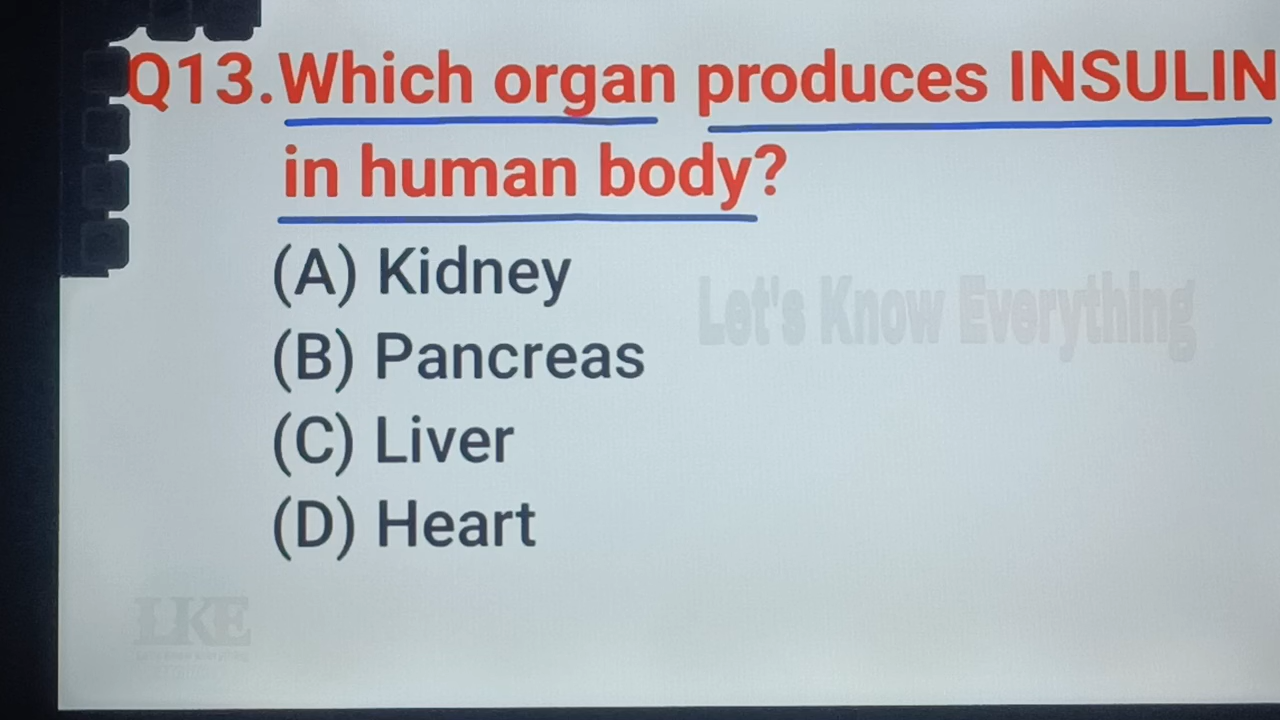 Q13.Which organ produces INSULIN
in human body?
(A) Kidney
Let's Know Everything
(B) Pancreas
(C) Liver
(D) Heart
LKE